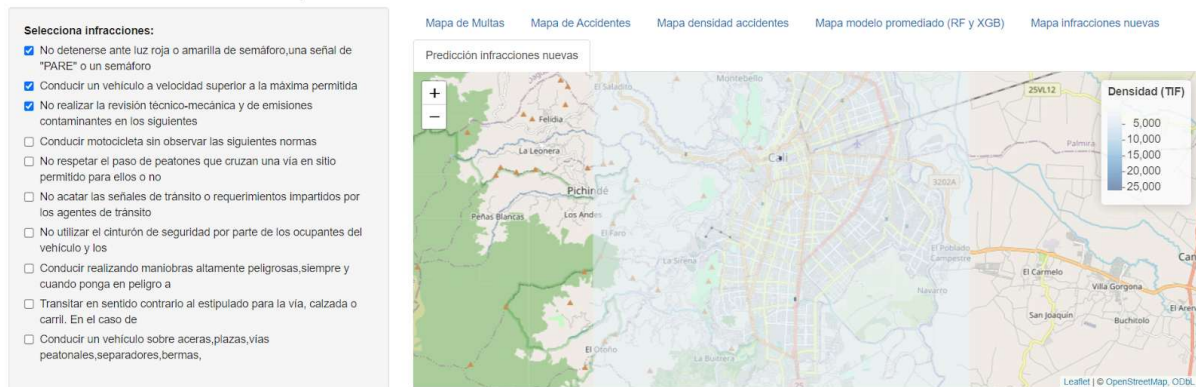 Selecciona infracciones:
No detenerse ante luz roja o amarilla de semáforo,una señal de
"PARE" o un semáforo
Conducir un vehículo a velocidad superior a la máxima permitida
No realizar la revisión técnico-mecánica y de emisiones
contaminantes en los siguientes
Conducir motocicleta sin observar las siguientes normas
No respetar el paso de peatones que cruzan una vía en sitio
permitido para ellos o no
No acatar las señales de tránsito o requerimientos impartidos por
los agentes de tránsito
No utilizar el cinturón de seguridad por parte de los ocupantes del
vehículo y los
Conducir realizando maniobras altamente peligrosas,siempre y
cuando ponga en peligro a
Transitar en sentido contrario al estipulado para la vía, calzada o
carril. En el caso de
Conducir un vehículo sobre aceras,plazas,vías
peatonales,separadores,bermas,
Mapa de Multas
Mapa de Accidentes
Mapa densidad accidentes
Mapa modelo promediado (RF y XGB)
Mapa infracciones nuevas
Predicción infracciones nuevas
+
−
Montebello
El Saladito
Felidia
La Leonera
Cali
Pichindé
Peñas Blancas
Los Andes
El Faro
La Sirena
El Otoño
La Buitrera
25VL12
Palmira
3202A
El Poblado
Campestre
Navarro
El Carmelo
Villa Gorgona
San Joaquin
Buchitolo
Densidad (TIF)
5,000
10,000
15,000
20,000
25,000
Leaflet | © OpenStreetMap, ODbL